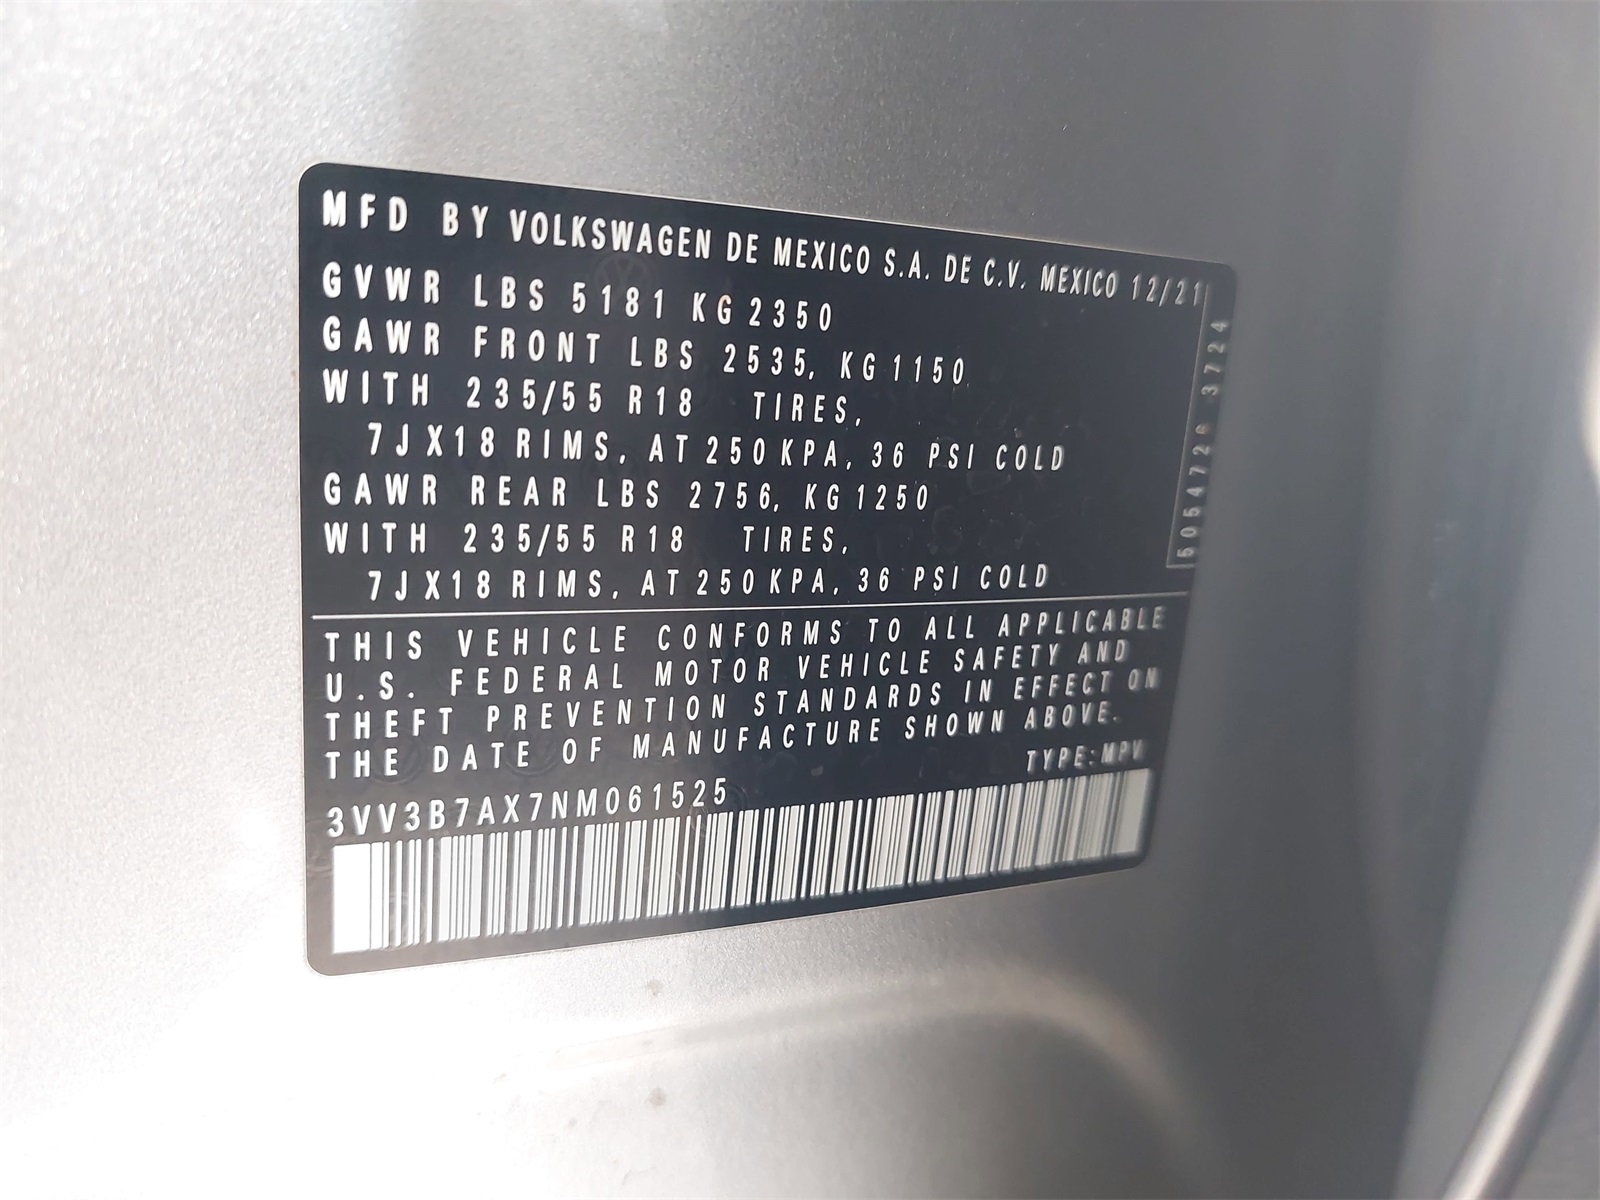 MFD BY VOLKSWAGEN DE MEXICO S.A. DE C.V. MEXICO 12/21
GVWR LBS 5181 KG 2350
GAWR FRONT LBS 2535, KG 1150
WITH 235/55 R18 TIRES,
7JX18 RIMS, AT 250 KPA, 36 PSI COLD
GAWR REAR LBS 2756, KG 1250
WITH 235/55 R18 TIRES,
7JX18 RIMS, AT 250 KPA, 36 PSI COLD
THIS VEHICLE CONFORMS TO ALL APPLICABLE
U.S. FEDERAL MOTOR VEHICLE SAFETY AND
THEFT PREVENTION STANDARDS IN EFFECT ON
THE DATE OF MANUFACTURE SHOWN ABOVE.
TYPE: MPV
3VV3B7AX7NM061525
3724